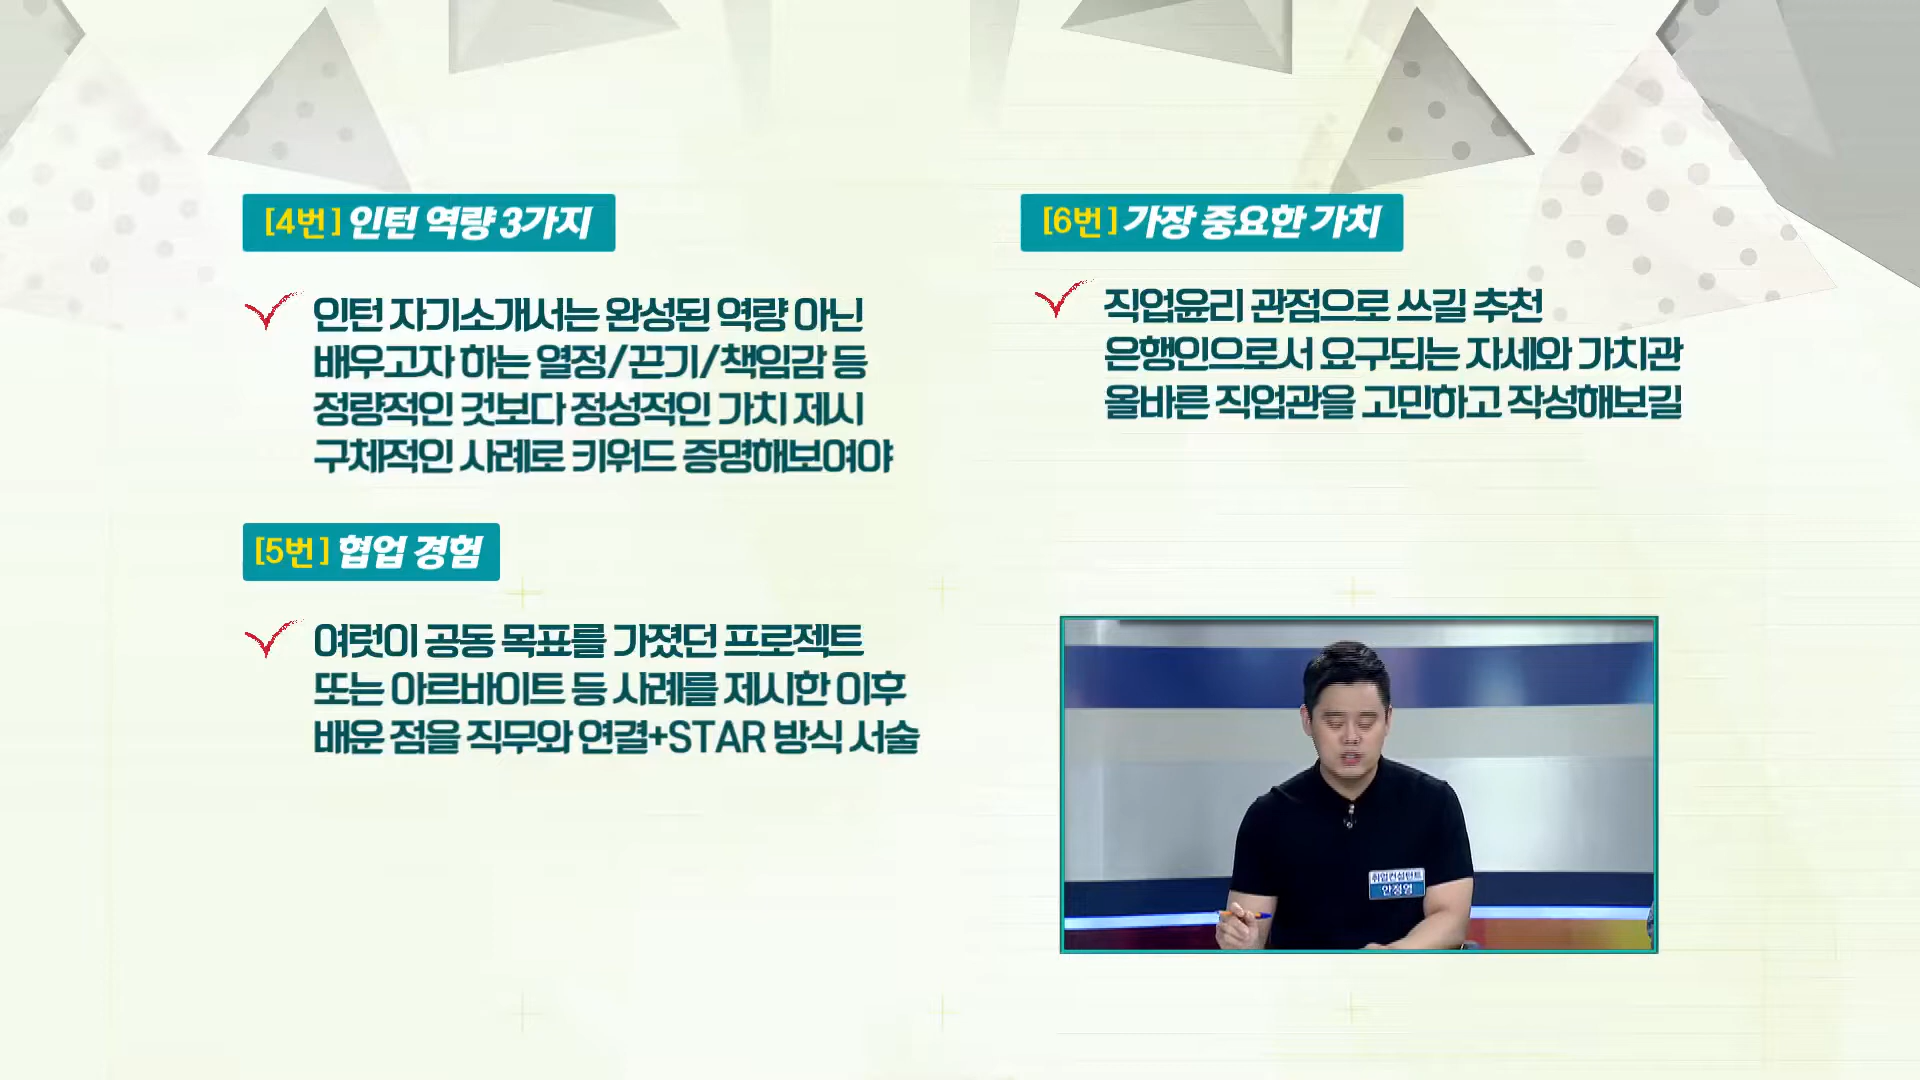 [4번] 인턴 역량 3가지
인턴 자기소개서는 완성된 역량 아닌
배우고자 하는 열정/끈기/책임감 등
정량적인 것보다 정성적인 가치 제시
구체적인 사례로 키워드 증명해보여야
[5번] 협업 경험
여럿이 공동 목표를 가졌던 프로젝트
또는 아르바이트 등 사례를 제시한 이후
배운 점을 직무와 연결+STAR 방식 서술
[6번] 가장 중요한 가치
직업윤리 관점으로 쓰길 추천
은행인으로서 요구되는 자세와 가치관
올바른 직업관을 고민하고 작성해보길
취업컨설턴트
안정영